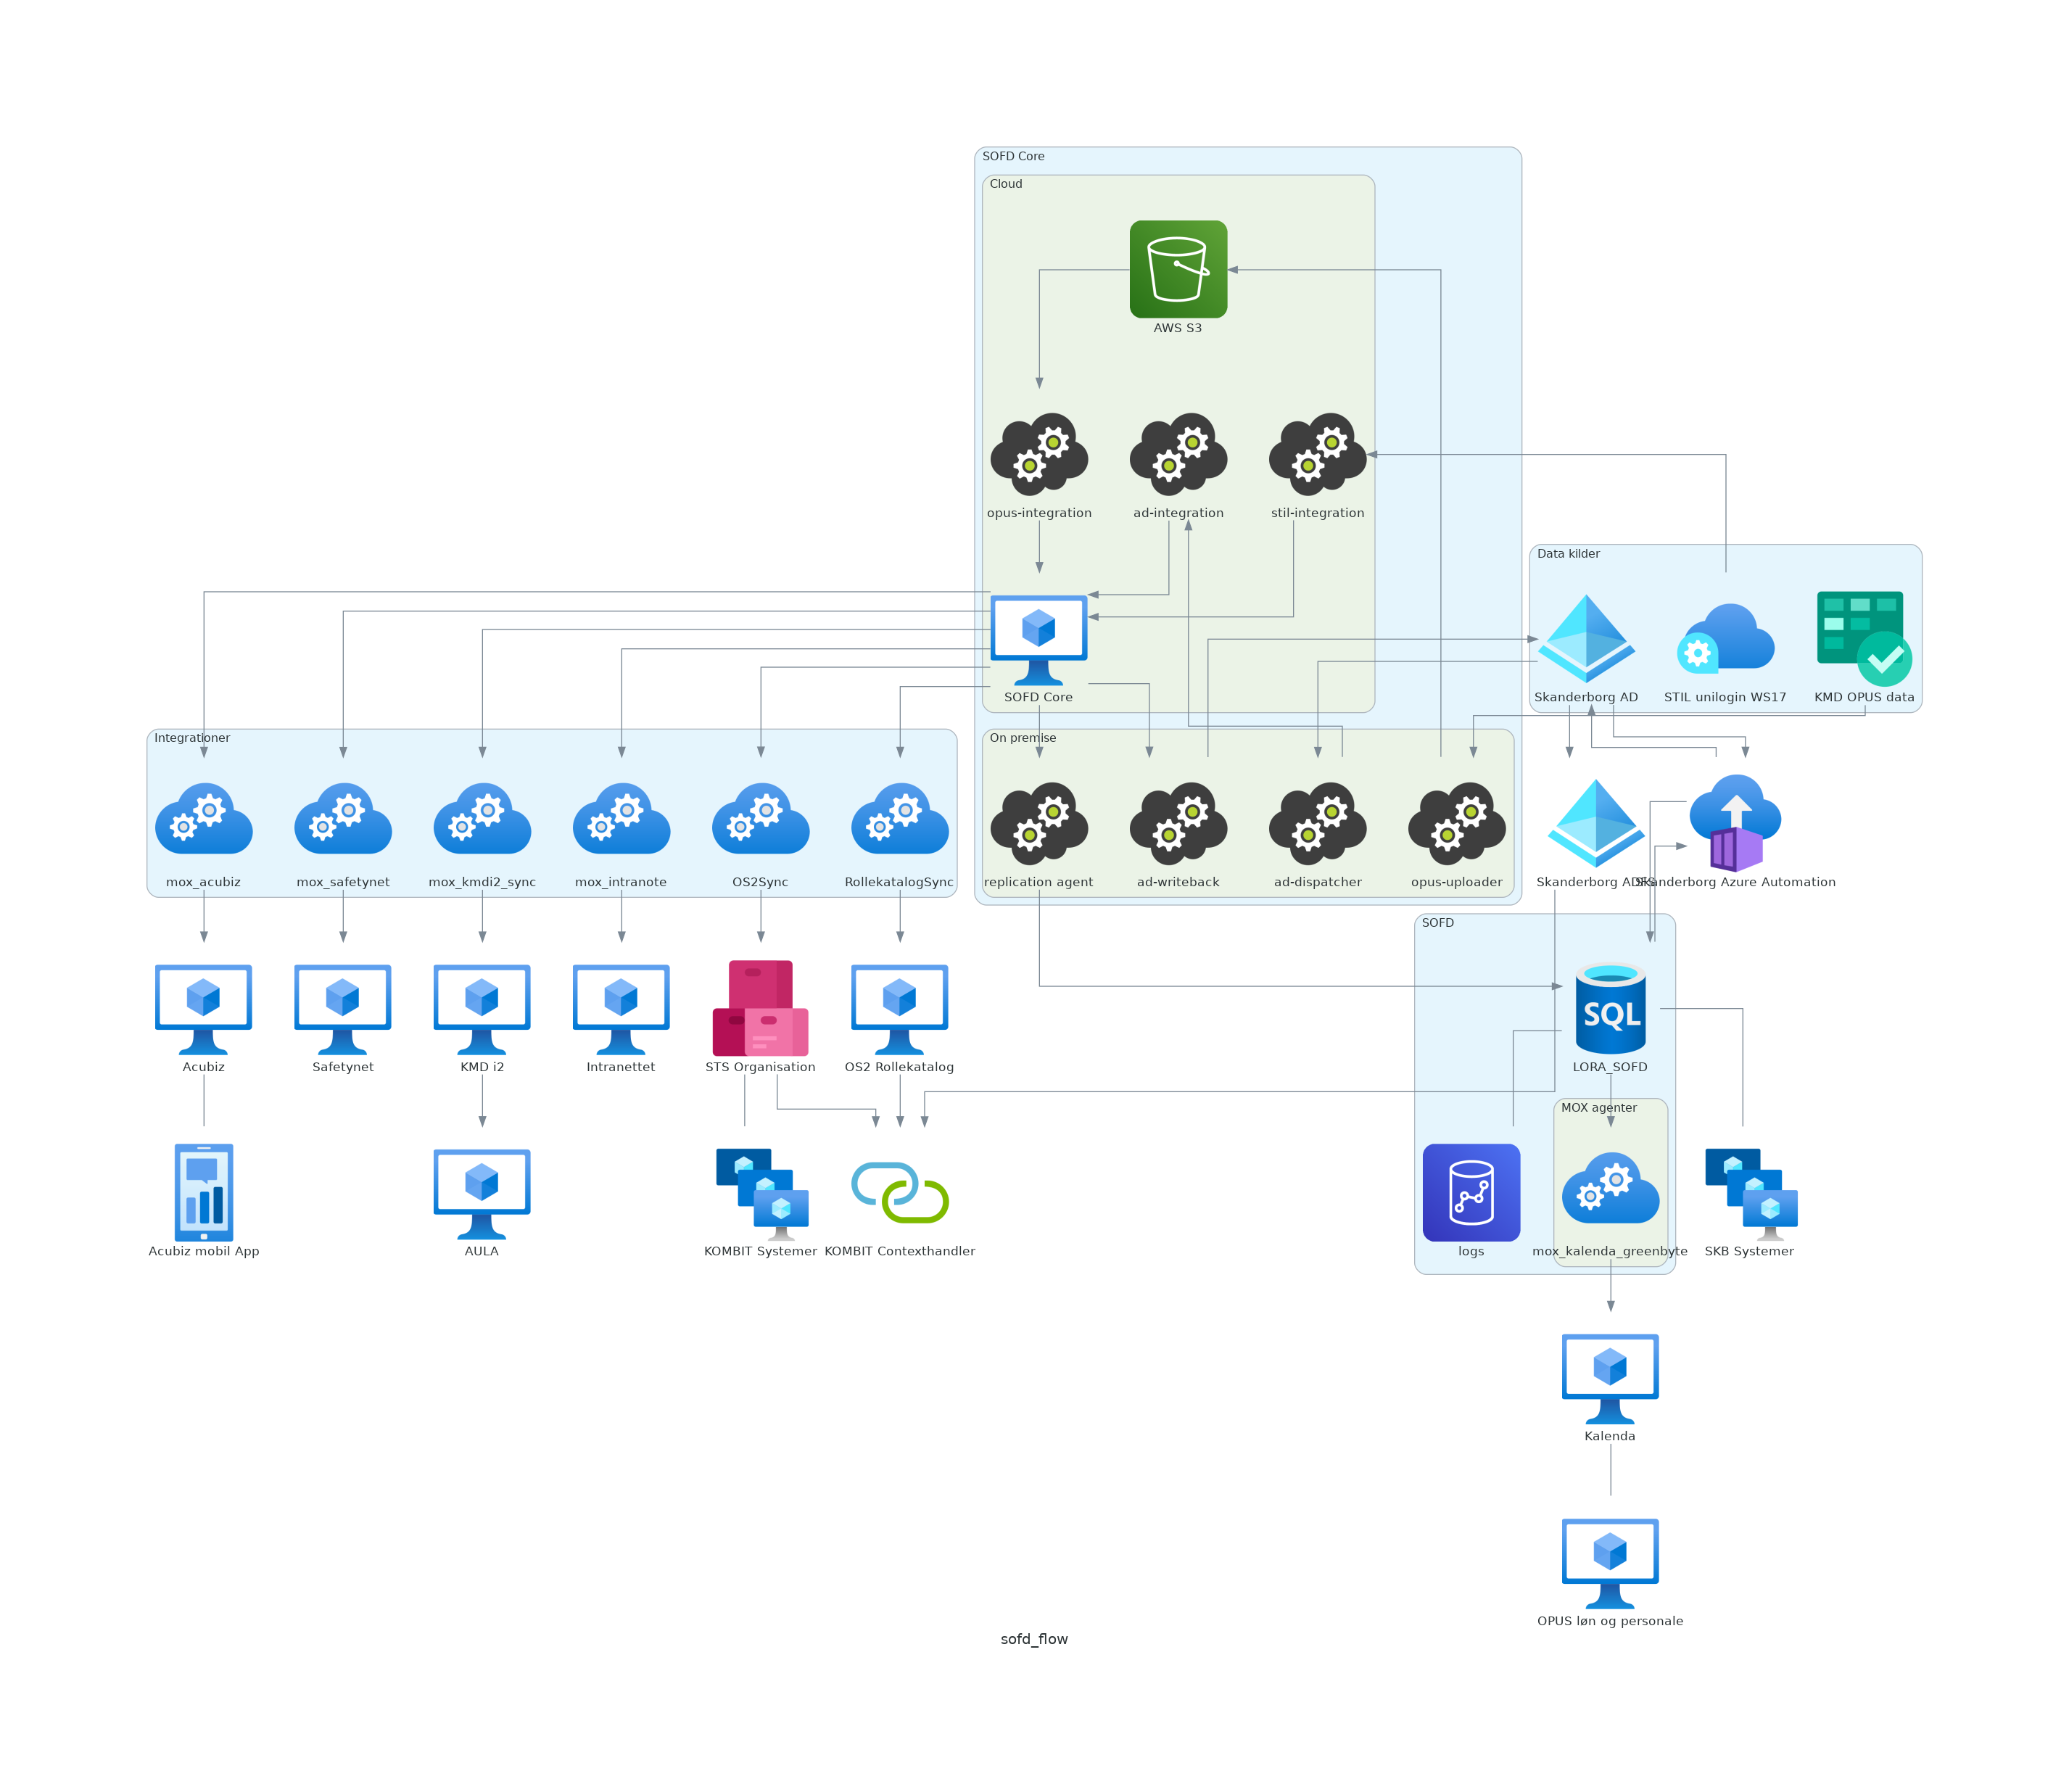 SOFD Core
Cloud
AWS S3
opus-integration
ad-integration
stil-integration
Data kilder
SOFD Core
Skanderborg AD
STIL unilogin WS17
KMD OPUS data
Integrationer
On premise
mox_acubiz
mox_safetynet
mox_kmdi2_sync
mox_intranote
OS2Sync
RollekatalogSync
replication agent
ad-writeback
ad-dispatcher
opus-uploader
Skanderborg ADFS
Skanderborg Azure Automation
SOFD
Acubiz
Safetynet
KMD i2
Intranettet
STS Organisation
OS2 Rollekatalog
LORA_SOFD
MOX agenter
Acubiz mobil App
AULA
KOMBIT Systemer
KOMBIT Contexthandler
logs
mox_kalenda_greenbyte
SKB Systemer
SQL
Kalenda
OPUS løn og personale
sofd_flow